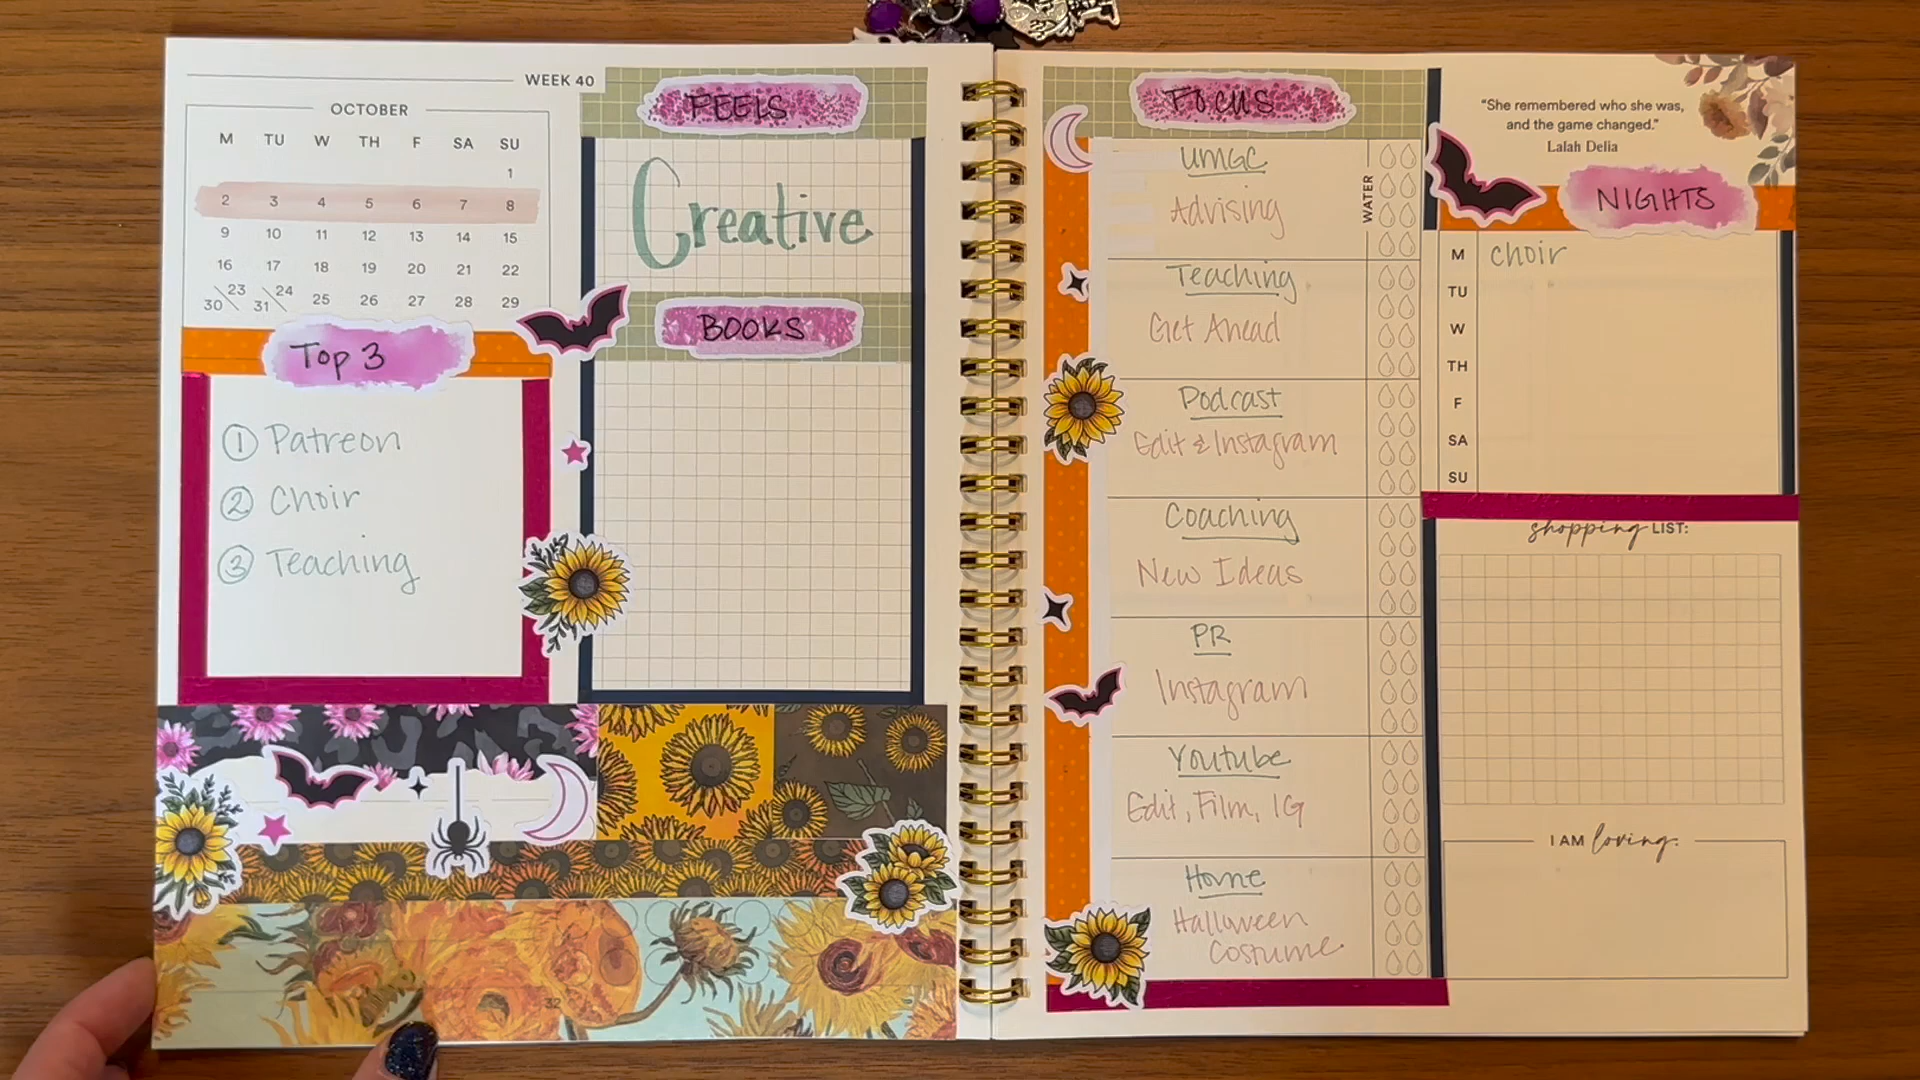 WEEK 40
OCTOBER
M TU W TH F SA SU
1
2 3 4 5 6 7 8
9 10 11 12 13 14 15
16 17 18 19 20 21 22
23 24
30 31 25 26 27 28 29
Top 3
① Patreon
② Choir
③ Teaching
FEELS
Creative
BOOKS
32
FOCUS
WATER
UMGC
Advising
Teaching
Get Ahead
Podcast
Edit & Instagram
Coaching
New Ideas
PR
Instagram
Youtube
Edit, Film, IG
Home
Halloween
Costume
“She remembered who she was,
and the game changed.”
Lalah Delia
NIGHTS
M Choir
TU
W
TH
F
SA
SU
shopping LIST:
I AM loving: